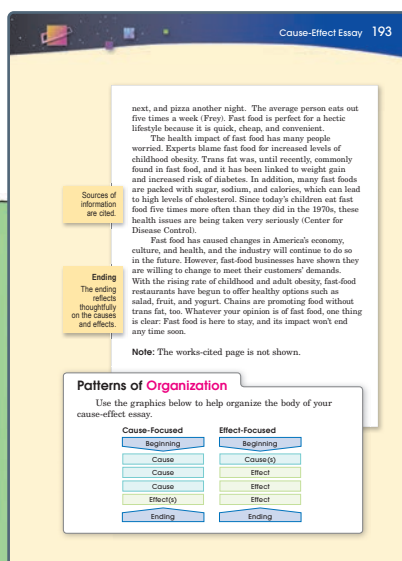 Cause-Effect Essay 193
next, and pizza another night. The average person eats out
five times a week (Frey). Fast food is perfect for a hectic
lifestyle because it is quick, cheap, and convenient.
The health impact of fast food has many people
worried. Experts blame fast food for increased levels of
childhood obesity. Trans fat was, until recently, commonly
found in fast food, and it has been linked to weight gain
and increased risk of diabetes. In addition, many fast foods
are packed with sugar, sodium, and calories, which can lead
to high levels of cholesterol. Since today's children eat fast
food five times more often than they did in the 1970s, these
health issues are being taken very seriously (Center for
Disease Control).
Sources of
information
are cited.
Fast food has caused changes in America's economy,
culture, and health, and the industry will continue to do so
in the future. However, fast-food businesses have shown they
are willing to change to meet their customers' demands.
With the rising rate of childhood and adult obesity, fast-food
restaurants have begun to offer healthy options such as
salad, fruit, and yogurt. Chains are promoting food without
trans fat, too. Whatever your opinion is of fast food, one thing
is clear: Fast food is here to stay, and its impact won't end
any time soon.
Ending
The ending
reflects
thoughtfully
on the causes
and effects.
Note: The works-cited page is not shown.
Patterns of Organization
Use the graphics below to help organize the body of your
cause-effect essay.
Cause-Focused
Beginning
Cause
Cause
Cause
Effect(s)
Ending
Effect-Focused
Beginning
Cause(s)
Effect
Effect
Effect
Ending